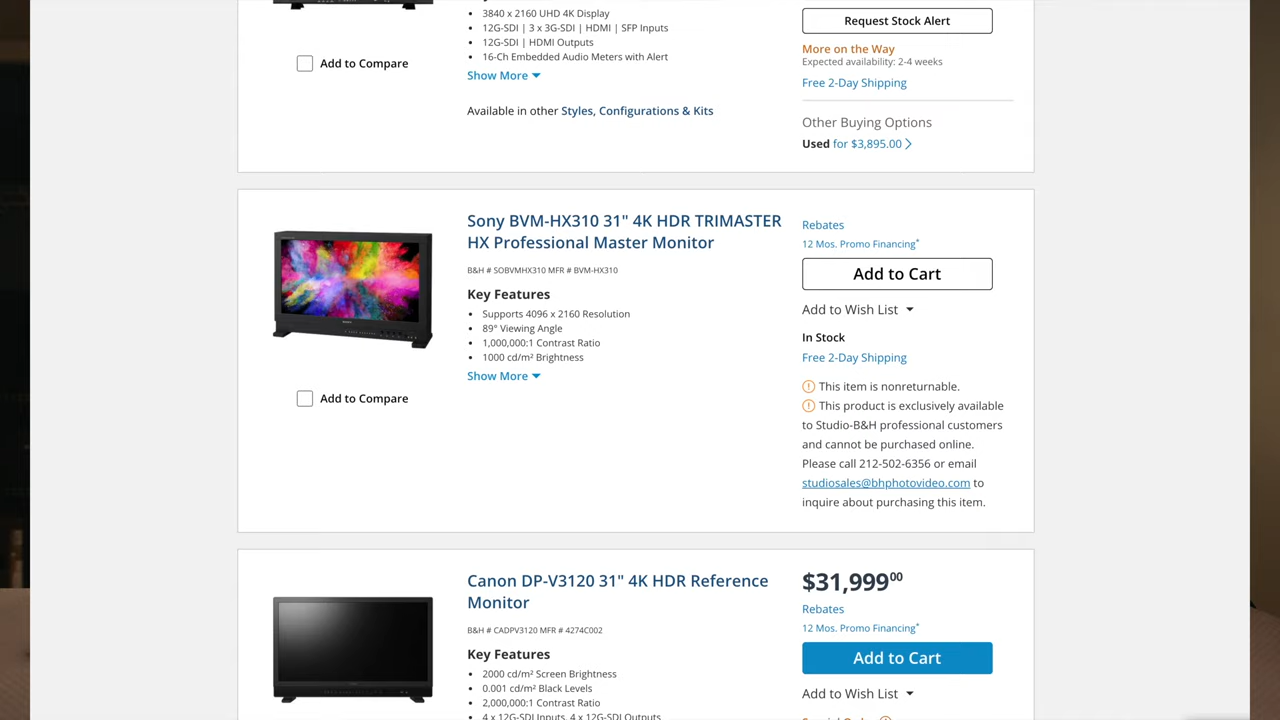 3840 x 2160 UHD 4K Display
12G-SDI | 3 x 3G-SDI | HDMI | SFP Inputs
12G-SDI | HDMI Outputs
16-Ch Embedded Audio Meters with Alert
Show More
Add to Compare
Available in other Styles, Configurations & Kits
Request Stock Alert
More on the Way
Expected availability: 2-4 weeks
Free 2-Day Shipping
Other Buying Options
Used for $3,895.00
Sony BVM-HX310 31" 4K HDR TRIMASTER
HX Professional Master Monitor
B&H # SOBVMHX310 MFR # BVM-HX310
Key Features
Supports 4096 x 2160 Resolution
89° Viewing Angle
1,000,000:1 Contrast Ratio
1000 cd/m² Brightness
Show More
Add to Compare
Rebates
12 Mos. Promo Financing*
Add to Cart
Add to Wish List
In Stock
Free 2-Day Shipping
This item is nonreturnable.
This product is exclusively available
to Studio-B&H professional customers
and cannot be purchased online.
Please call 212-502-6356 or email
studiosales@bhphotovideo.com to
inquire about purchasing this item.
Canon DP-V3120 31" 4K HDR Reference
Monitor
B&H # CADPV3120 MFR # 4274C002
Key Features
2000 cd/m² Screen Brightness
0.001 cd/m² Black Levels
2,000,000:1 Contrast Ratio
4 x 12G-SDI Inputs, 4 x 12G-SDI Outputs
$31,99900
Rebates
12 Mos. Promo Financing*
Add to Cart
Add to Wish List